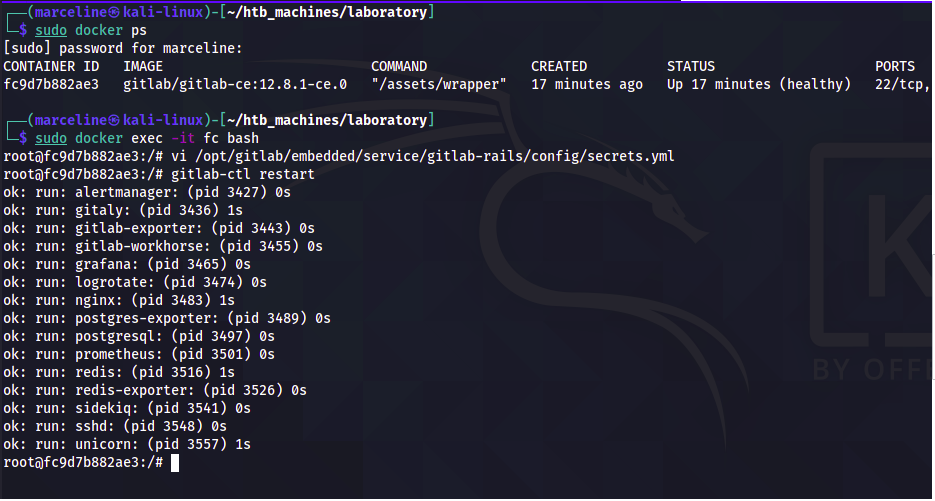 ┌──(marceline㉿kali-linux)-[~/htb_machines/laboratory]
└─$ sudo docker ps
[sudo] password for marceline:
CONTAINER ID   IMAGE                         COMMAND             CREATED          STATUS                    PORTS
fc9d7b882ae3   gitlab/gitlab-ce:12.8.1-ce.0   "/assets/wrapper"   17 minutes ago   Up 17 minutes (healthy)   22/tcp,
┌──(marceline㉿kali-linux)-[~/htb_machines/laboratory]
└─$ sudo docker exec -it fc bash
root@fc9d7b882ae3:/# vi /opt/gitlab/embedded/service/gitlab-rails/config/secrets.yml
root@fc9d7b882ae3:/# gitlab-ctl restart
ok: run: alertmanager: (pid 3427) 0s
ok: run: gitaly: (pid 3436) 1s
ok: run: gitlab-exporter: (pid 3443) 0s
ok: run: gitlab-workhorse: (pid 3455) 0s
ok: run: grafana: (pid 3465) 0s
ok: run: logrotate: (pid 3474) 0s
ok: run: nginx: (pid 3483) 1s
ok: run: postgres-exporter: (pid 3489) 0s
ok: run: postgresql: (pid 3497) 0s
ok: run: prometheus: (pid 3501) 0s
ok: run: redis: (pid 3516) 1s
ok: run: redis-exporter: (pid 3526) 0s
ok: run: sidekiq: (pid 3541) 0s
ok: run: sshd: (pid 3548) 0s
ok: run: unicorn: (pid 3557) 1s
root@fc9d7b882ae3:/#
K
BY OFFE